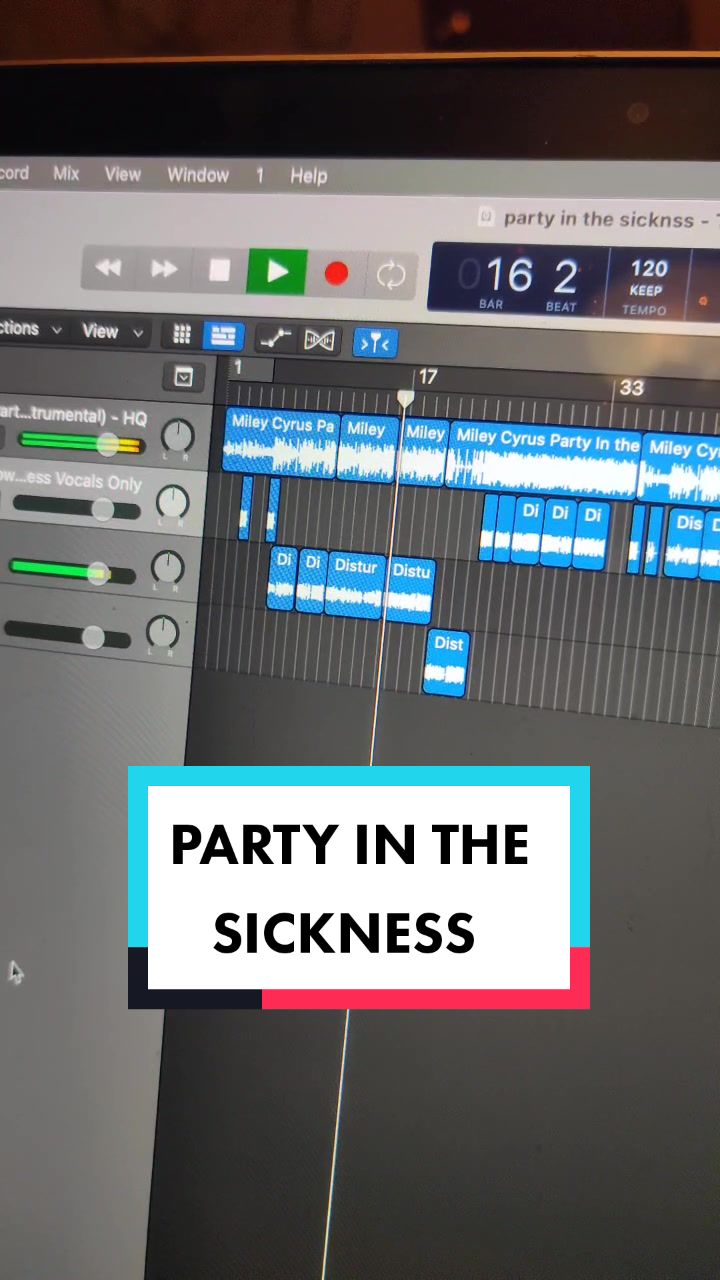 cord Mix View Window 1 Help
party in the sicknss -
016 2 120
KEEP
BAR BEAT TEMPO
ctions View
1 17 33
art...trumental) - HQ
L R
Miley Cyrus Pa Miley Miley Miley Cyrus Party In the Miley Cy
ow...ess Vocals Only
L R
Di Di Di Dis D
Di Di Distur Distu
L R
Dist
L R
PARTY IN THE
SICKNESS